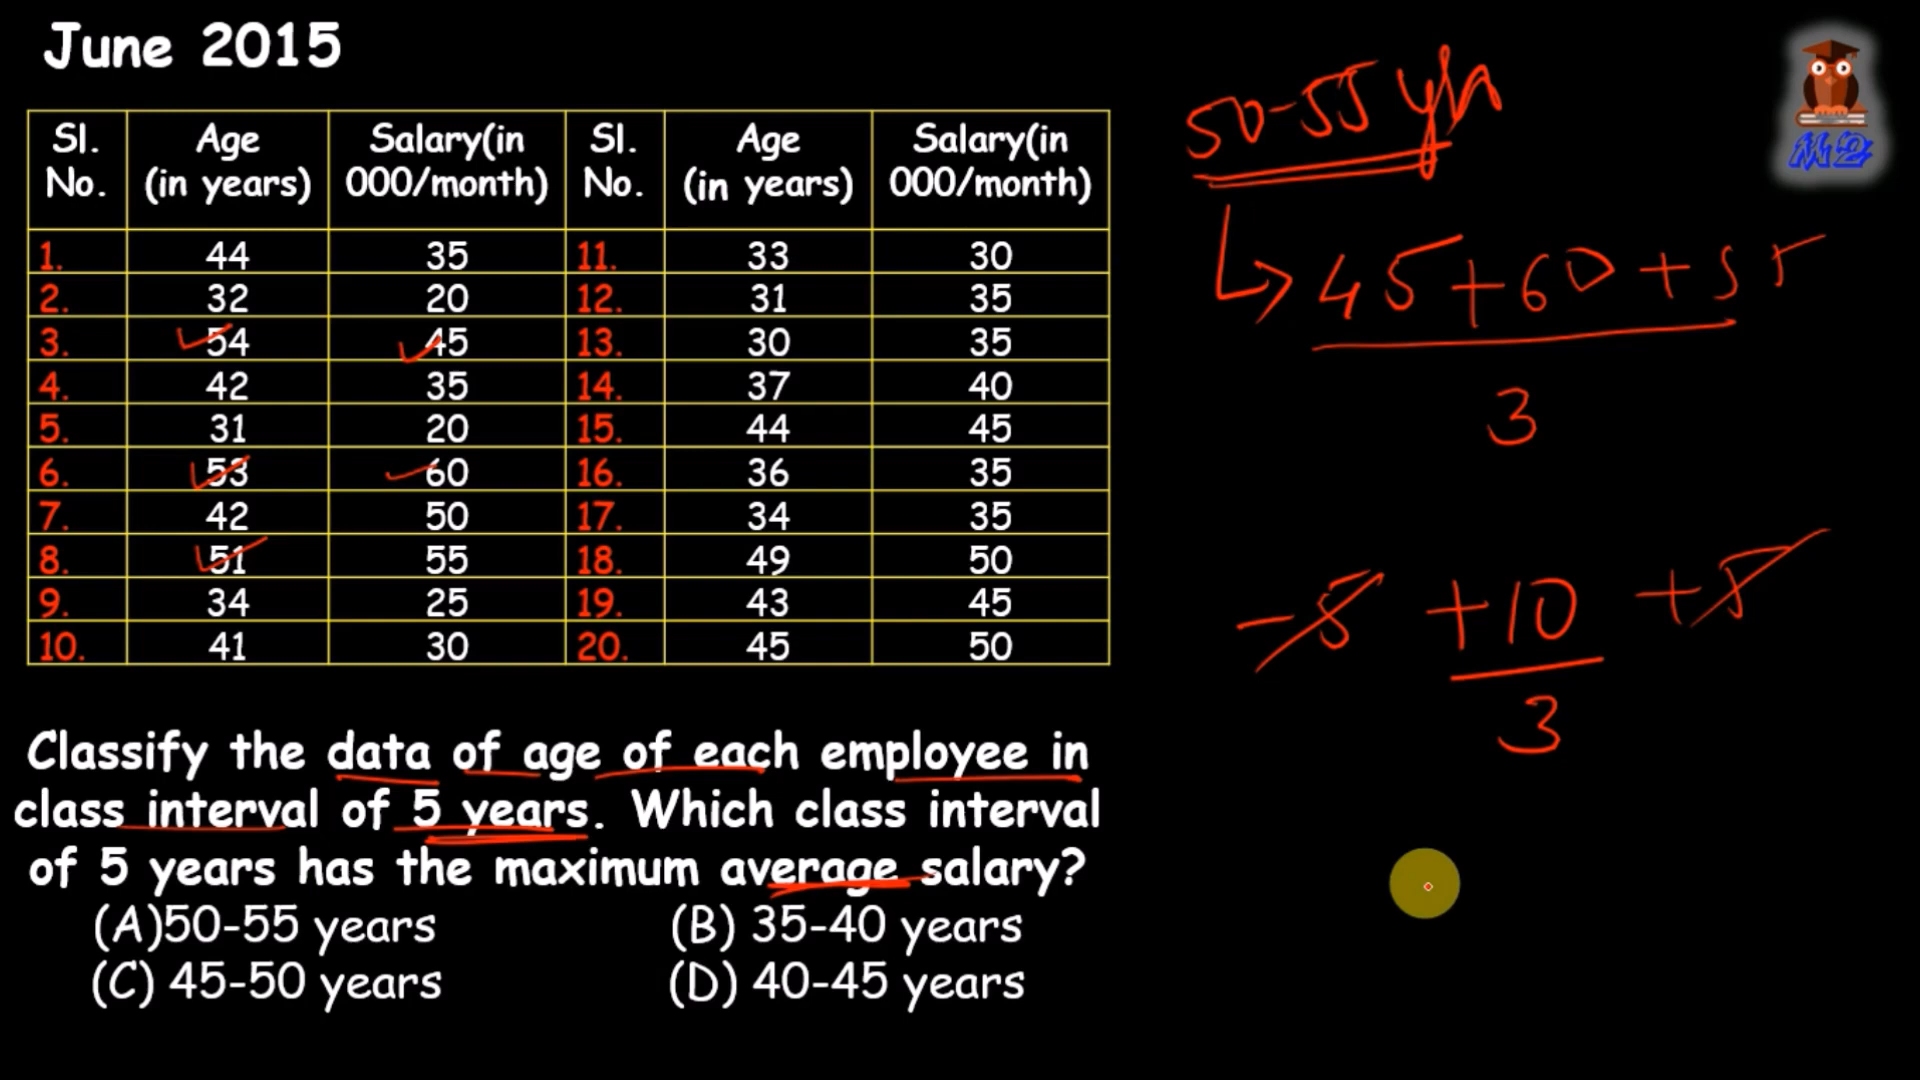 June 2015
Sl. No. Age (in years) Salary(in 000/month) Sl. No. Age (in years) Salary(in 000/month)
1. 44 35 11. 33 30
2. 32 20 12. 31 35
3. 54 45 13. 30 35
4. 42 35 14. 37 40
5. 31 20 15. 44 45
6. 53 60 16. 36 35
7. 42 50 17. 34 35
8. 51 55 18. 49 50
9. 34 25 19. 43 45
10. 41 30 20. 45 50
Classify the data of age of each employee in
class interval of 5 years. Which class interval
of 5 years has the maximum average salary?
(A)50-55 years (B) 35-40 years
(C) 45-50 years (D) 40-45 years
50-55 yrs
45+60+55
3
-5 +10 +5
3
M2